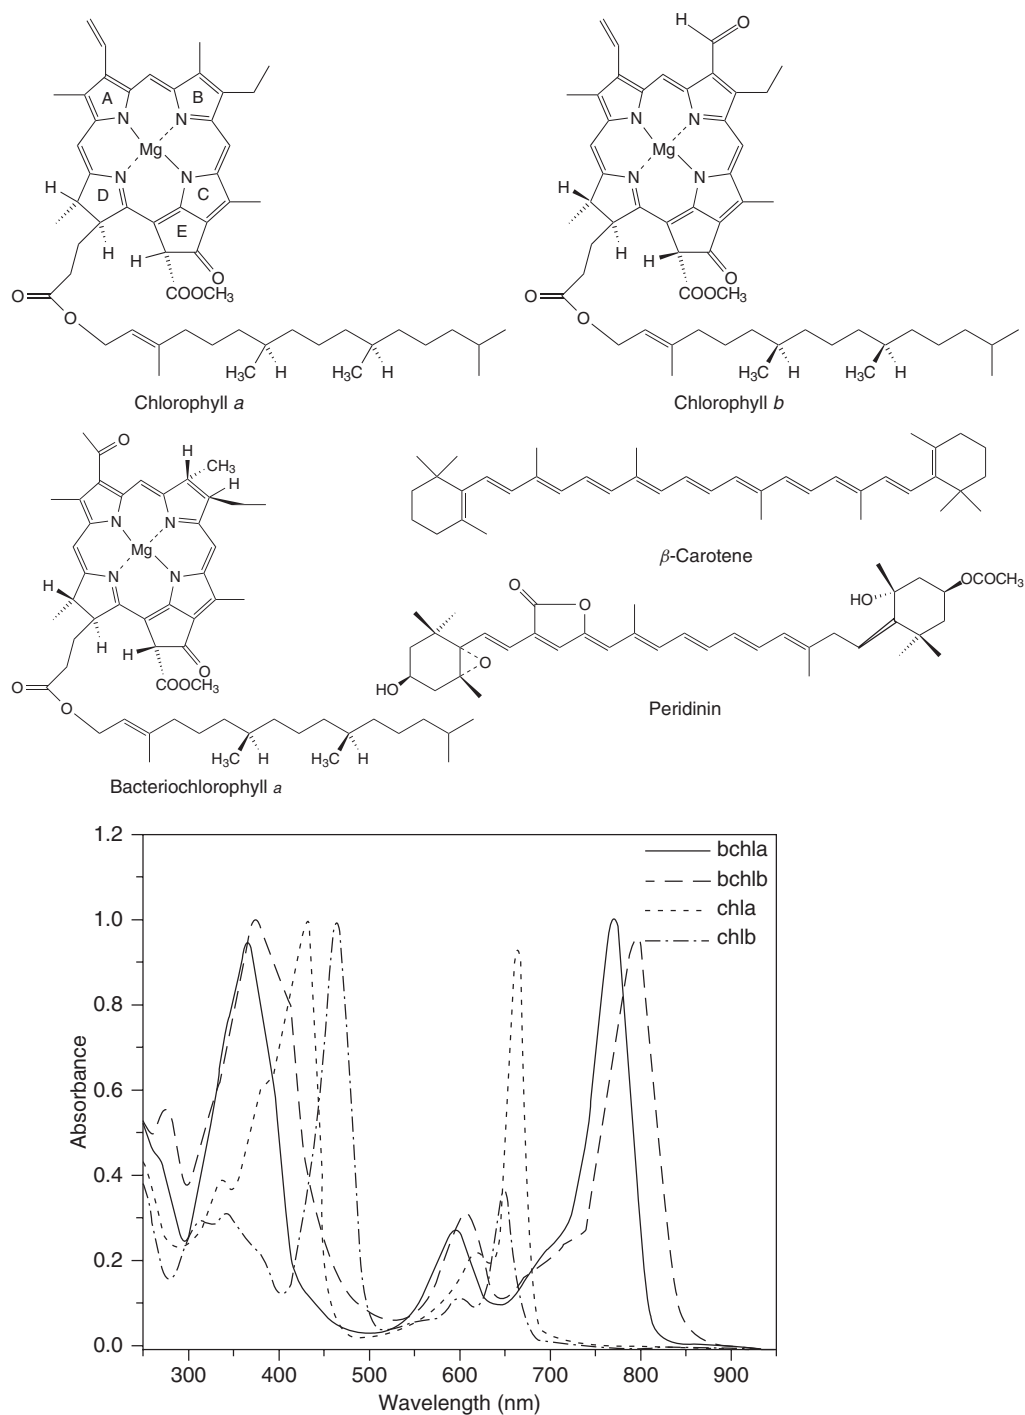 H
O
A
B
N
N
Mg
N
N
H
D
C
E
H
H
O
O
COOCH3
O
H3C
H
H3C
H
Chlorophyll a
N
N
Mg
H
N
N
H
H
O
O
COOCH3
O
H3C
H
H3C
H
Chlorophyll b
O
H
CH3
H
N
N
Mg
H
N
N
H
H
O
O
COOCH3
O
H3C
H
H3C
H
Bacteriochlorophyll a
β-Carotene
O
O
HO
OCOCH3
O
HO
Peridinin
1.2
bchla
bchlb
1.0
chla
chlb
0.8
Absorbance
0.6
0.4
0.2
0.0
300 400 500 600 700 800 900
Wavelength (nm)